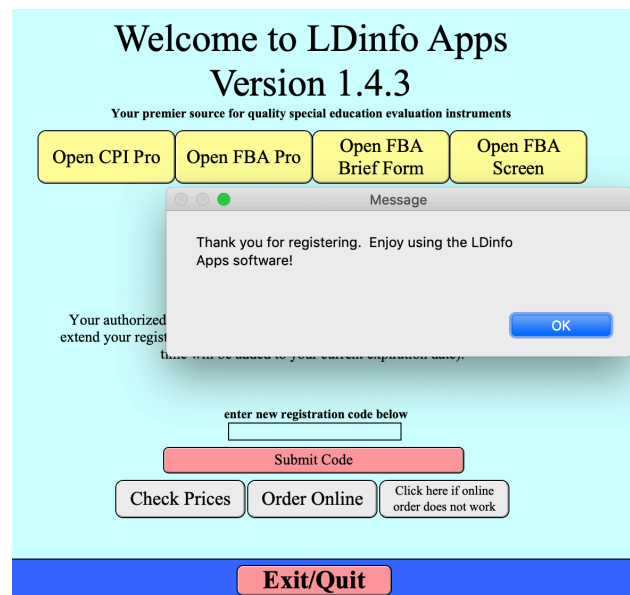 Welcome to LDinfo Apps
Version 1.4.3
Your premier source for quality special education evaluation instruments
Open CPI Pro
Open FBA Pro
Open FBA
Brief Form
Open FBA
Screen
Message
Thank you for registering.  Enjoy using the LDinfo
Apps software!
OK
Your authorized
extend your regist
time will be added to your current expiration date).
enter new registration code below
Submit Code
Check Prices
Order Online
Click here if online
order does not work
Exit/Quit